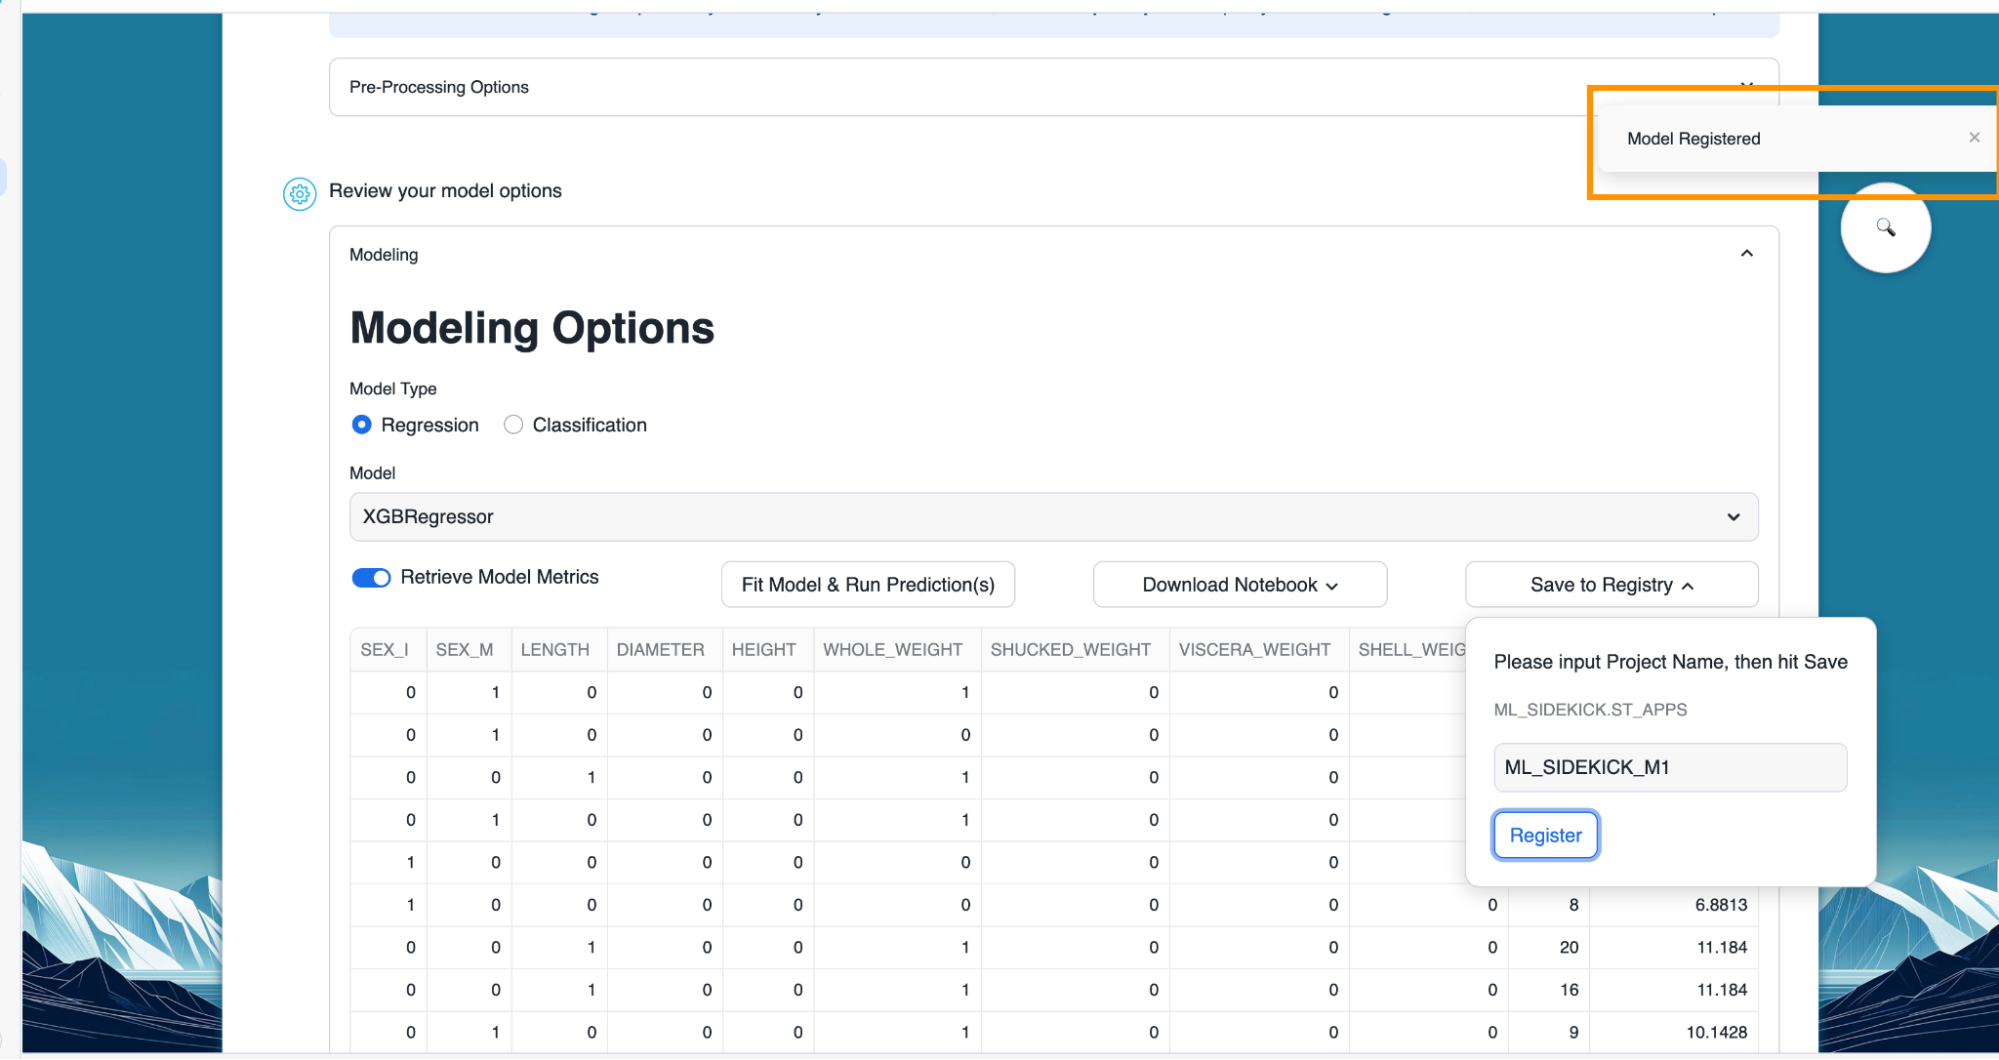 Pre-Processing Options
Model Registered ×
Review your model options
Modeling
Modeling Options
Model Type
Regression Classification
Model
XGBRegressor
Retrieve Model Metrics Fit Model & Run Prediction(s) Download Notebook Save to Registry
Please input Project Name, then hit Save
ML_SIDEKICK.ST_APPS
ML_SIDEKICK_M1
Register
SEX_I SEX_M LENGTH DIAMETER HEIGHT WHOLE_WEIGHT SHUCKED_WEIGHT VISCERA_WEIGHT SHELL_WEIG
0 1 0 0 0 1 0 0
0 1 0 0 0 0 0 0
0 0 1 0 0 1 0 0
0 1 0 0 0 1 0 0
1 0 0 0 0 0 0 0
1 0 0 0 0 0 0 0 0 8 6.8813
0 0 1 0 0 1 0 0 0 20 11.184
0 0 1 0 0 1 0 0 0 16 11.184
0 1 0 0 0 1 0 0 0 9 10.1428